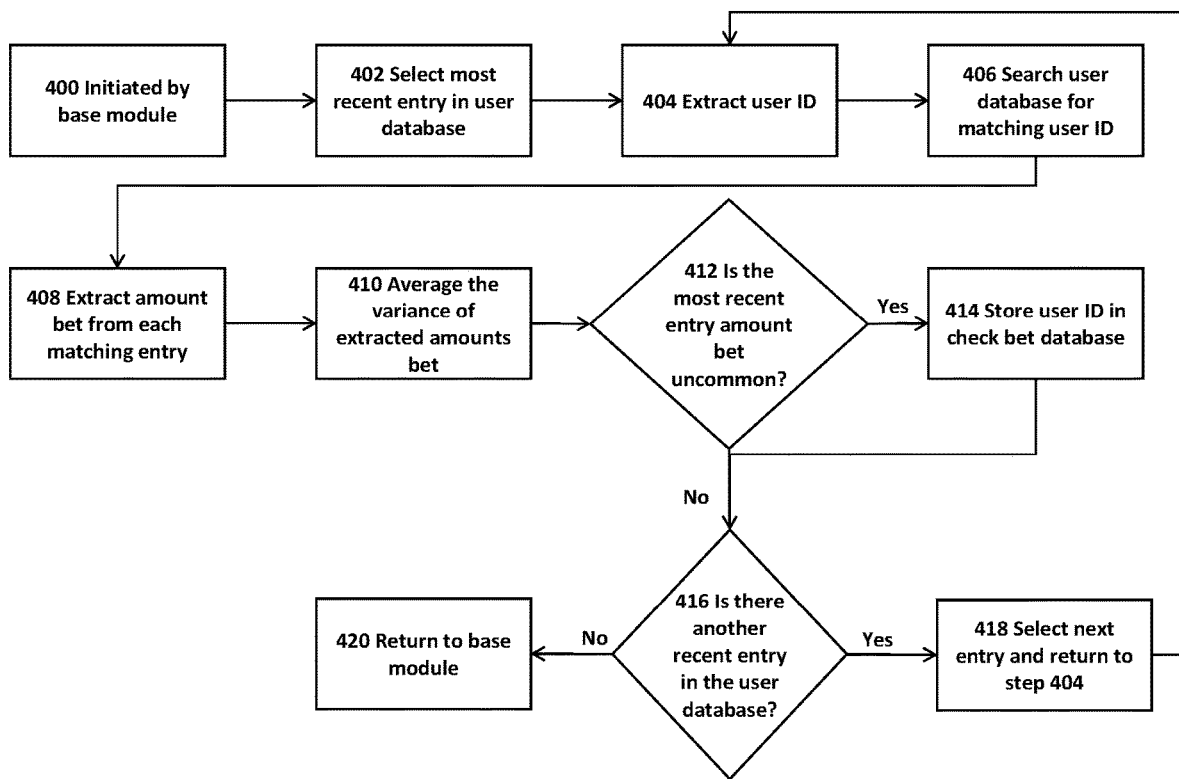 400 Initiated by
base module
402 Select most
recent entry in user
database
404 Extract user ID
406 Search user
database for
matching user ID
408 Extract amount
bet from each
matching entry
410 Average the
variance of
extracted amounts
bet
412 Is the
most recent
entry amount
bet
uncommon?
Yes
414 Store user ID in
check bet database
No
416 Is there
another
recent entry
in the user
database?
No
420 Return to base
module
Yes
418 Select next
entry and return to
step 404